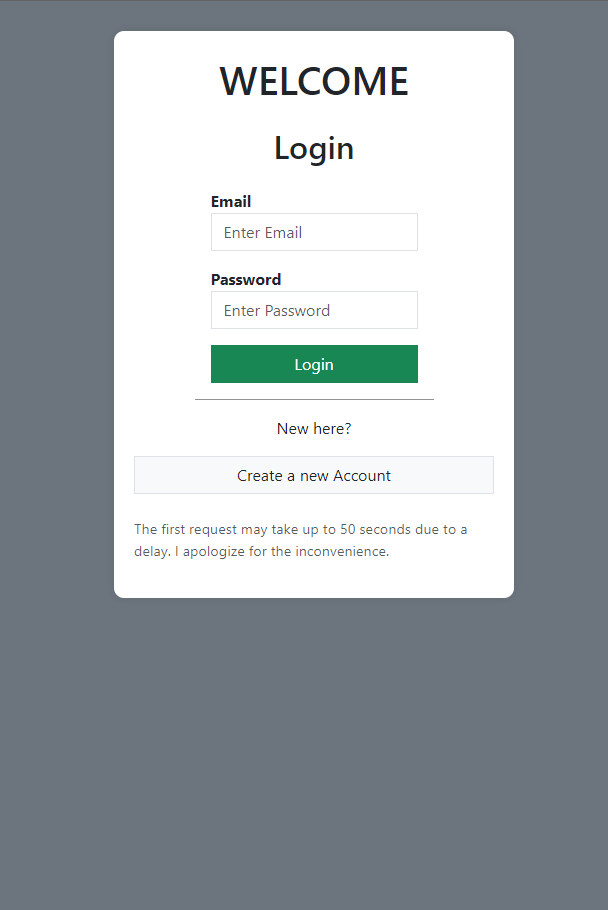 WELCOME
Login
Email
Enter Email
Password
Enter Password
Login
New here?
Create a new Account
The first request may take up to 50 seconds due to a
delay. I apologize for the inconvenience.